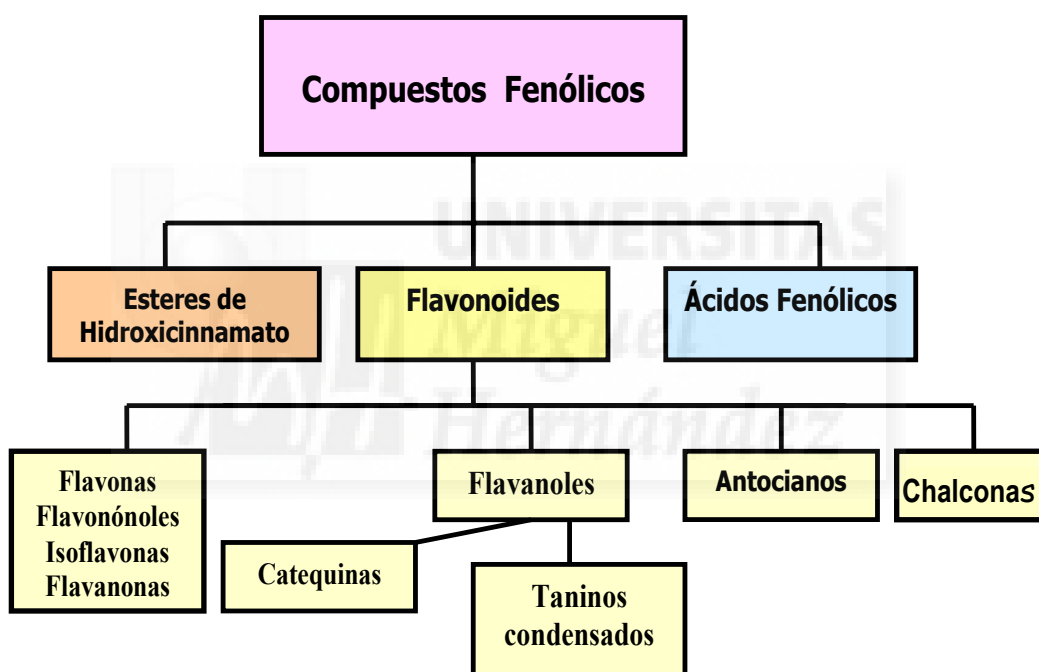 Compuestos Fenólicos
UNIVERSITAS
Miguel
Hernández
Esteres de
Hidroxicinnamato
Flavonoides
Ácidos Fenólicos
Flavonas
Flavonónoles
Isoflavonas
Flavanonas
Flavanoles
Antocianos
Chalconas
Catequinas
Taninos
condensados